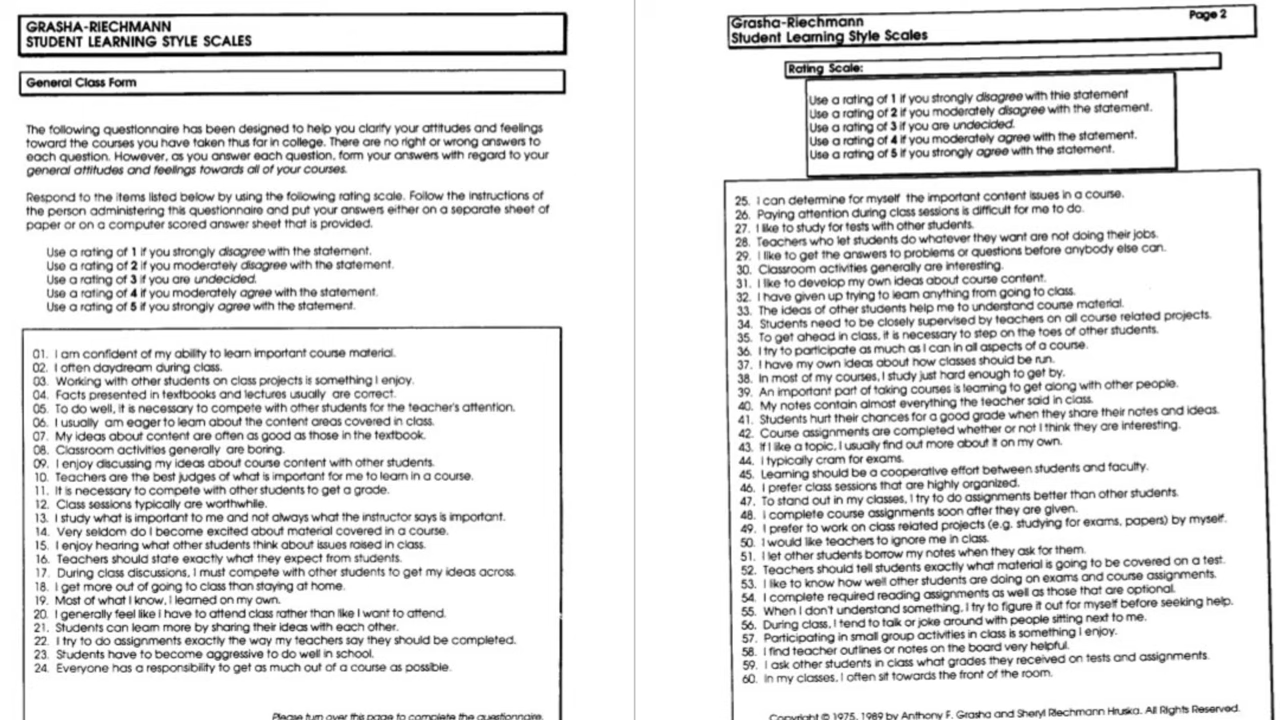 GRASHA-RIECHMANN
STUDENT LEARNING STYLE SCALES
General Class Form
The following questionnaire has been designed to help you clarify your attitudes and feelings
toward the courses you have taken thus far in college. There are no right or wrong answers to
each question. However, as you answer each question, form your answers with regard to your
general attitudes and feelings towards all of your courses.
Respond to the items listed below by using the following rating scale. Follow the instructions of
the person administering this questionnaire and put your answers either on a separate sheet of
paper or on a computer scored answer sheet that is provided.
Use a rating of 1 if you strongly disagree with the statement.
Use a rating of 2 if you moderately disagree with the statement.
Use a rating of 3 if you are undecided.
Use a rating of 4 if you moderately agree with the statement.
Use a rating of 5 if you strongly agree with the statement.
01. I am confident of my ability to learn important course material.
02. I often daydream during class.
03. Working with other students on class projects is something I enjoy.
04. Facts presented in textbooks and lectures usually are correct.
05. To do well, it is necessary to compete with other students for the teacher's attention.
06. I usually am eager to learn about the content areas covered in class.
07. My ideas about content are often as good as those in the textbook.
08. Classroom activities generally are boring.
09. I enjoy discussing my ideas about course content with other students.
10. Teachers are the best judges of what is important for me to learn in a course.
11. It is necessary to compete with other students to get a grade.
12. Class sessions typically are worthwhile.
13. I study what is important to me and not always what the instructor says is important.
14. Very seldom do I become excited about material covered in a course.
15. I enjoy hearing what other students think about issues raised in class.
16. Teachers should state exactly what they expect from students.
17. During class discussions, I must compete with other students to get my ideas across.
18. I get more out of going to class than staying at home.
19. Most of what I know, I learned on my own.
20. I generally feel like I have to attend class rather than like I want to attend.
21. Students can learn more by sharing their ideas with each other.
22. I try to do assignments exactly the way my teachers say they should be completed.
23. Students have to become aggressive to do well in school.
24. Everyone has a responsibility to get as much out of a course as possible.
Please turn over this page to complete the questionnaire.
Grasha-Riechmann
Student Learning Style Scales
Page 2
Rating Scale:
Use a rating of 1 if you strongly disagree with thie statement
Use a rating of 2 if you moderately disagree with the statement.
Use a rating of 3 if you are undecided.
Use a rating of 4 if you moderately agree with the statement.
Use a rating of 5 if you strongly agree with the statement.
25. I can determine for myself the important content issues in a course.
26. Paying attention during class sessions is difficult for me to do.
27. I like to study for tests with other students.
28. Teachers who let students do whatever they want are not doing their jobs.
29. I like to get the answers to problems or questions before anybody else can.
30. Classroom activities generally are interesting.
31. I like to develop my own ideas about course content.
32. I have given up trying to learn anything from going to class.
33. The ideas of other students help me to understand course material.
34. Students need to be closely supervised by teachers on all course related projects.
35. To get ahead in class, it is necessary to step on the toes of other students.
36. I try to participate as much as I can in all aspects of a course.
37. I have my own ideas about how classes should be run.
38. In most of my courses, I study just hard enough to get by.
39. An important part of taking courses is learning to get along with other people.
40. My notes contain almost everything the teacher said in class.
41. Students hurt their chances for a good grade when they share their notes and ideas.
42. Course assignments are completed whether or not I think they are interesting.
43. If I like a topic, I usually find out more about it on my own.
44. I typically cram for exams.
45. Learning should be a cooperative effort between students and faculty.
46. I prefer class sessions that are highly organized.
47. To stand out in my classes, I try to do assignments better than other students.
48. I complete course assignments soon after they are given.
49. I prefer to work on class related projects (e.g. studying for exams, papers) by myself.
50. I would like teachers to ignore me in class.
51. I let other students borrow my notes when they ask for them.
52. Teachers should tell students exactly what material is going to be covered on a test.
53. I like to know how well other students are doing on exams and course assignments.
54. I complete required reading assignments as well as those that are optional.
55. When I don't understand something, I try to figure it out for myself before seeking help.
56. During class, I tend to talk or joke around with people sitting next to me.
57. Participating in small group activities in class is something I enjoy.
58. I find teacher outlines or notes on the board very helpful.
59. I ask other students in class what grades they received on tests and assignments.
60. In my classes, I often sit towards the front of the room.
Copyright © 1975, 1989 by Anthony F. Grasha and Sheryl Riechmann Hruska. All Rights Reserved.